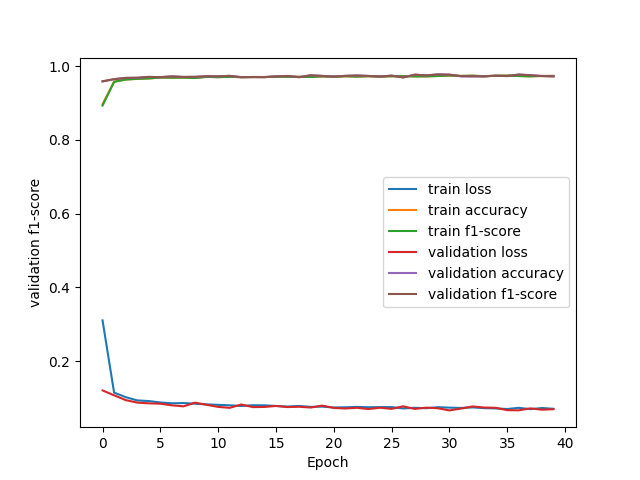 1.0
0.8
0.6
0.4
0.2
validation f1-score
train loss
train accuracy
train f1-score
validation loss
validation accuracy
validation f1-score
0 5 10 15 20 25 30 35 40
Epoch